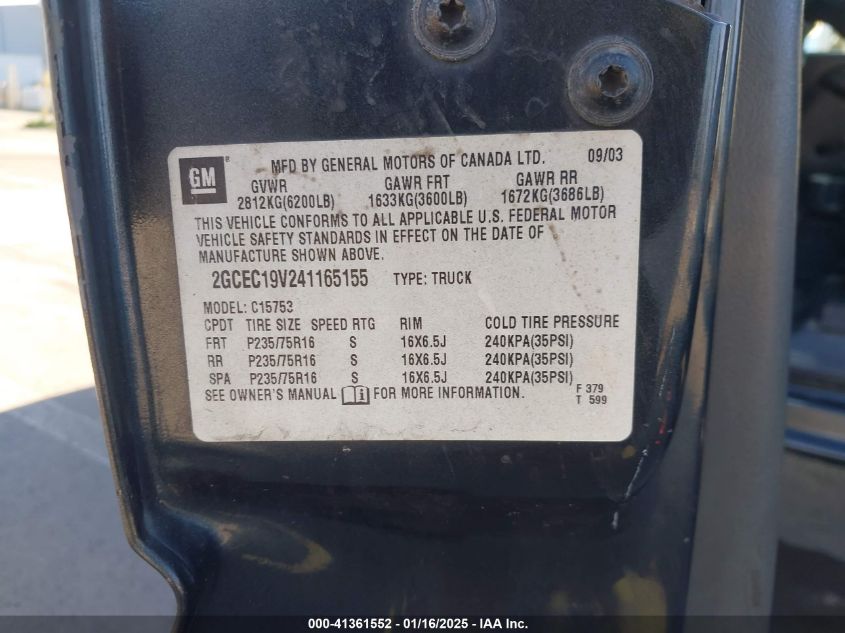 GM
MFD BY GENERAL MOTORS OF CANADA LTD. 09/03
GVWR GAWR FRT GAWR RR
2812KG(6200LB) 1633KG(3600LB) 1672KG(3686LB)
THIS VEHICLE CONFORMS TO ALL APPLICABLE U.S. FEDERAL MOTOR
VEHICLE SAFETY STANDARDS IN EFFECT ON THE DATE OF
MANUFACTURE SHOWN ABOVE.
2GCEC19V241165155 TYPE: TRUCK
MODEL: C15753
CPDT TIRE SIZE SPEED RTG RIM COLD TIRE PRESSURE
FRT P235/75R16 S 16X6.5J 240KPA(35PSI)
RR P235/75R16 S 16X6.5J 240KPA(35PSI)
SPA P235/75R16 S 16X6.5J 240KPA(35PSI)
SEE OWNER'S MANUAL FOR MORE INFORMATION. F 379
T 599
000-41361552 / 01/16/2025 - IAA Inc.